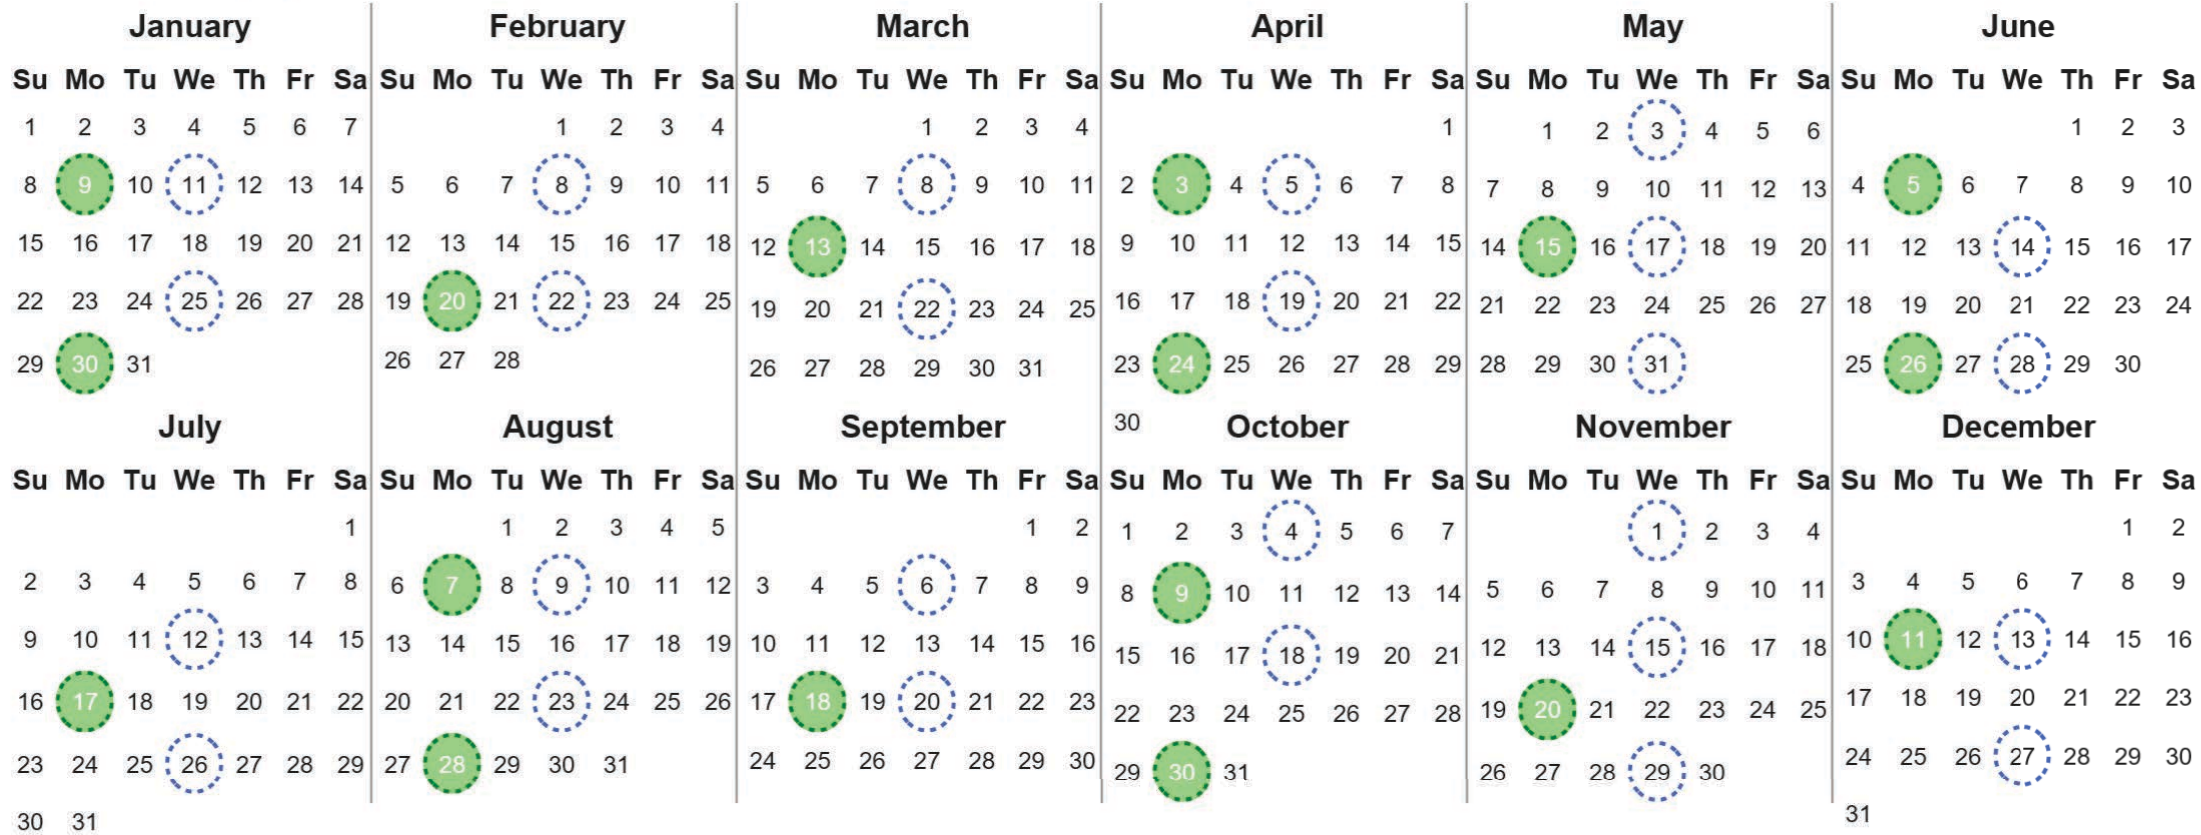 January February March April May June
Su Mo Tu We Th Fr Sa Su Mo Tu We Th Fr Sa Su Mo Tu We Th Fr Sa Su Mo Tu We Th Fr Sa Su Mo Tu We Th Fr Sa Su Mo Tu We Th Fr Sa
1 2 3 4 5 6 7 1 2 3 4 1 2 3 4 1 1 2 3 4 5 6 1 2 3
8 9 10 11 12 13 14 5 6 7 8 9 10 11 5 6 7 8 9 10 11 2 3 4 5 6 7 8 7 8 9 10 11 12 13 4 5 6 7 8 9 10
15 16 17 18 19 20 21 12 13 14 15 16 17 18 12 13 14 15 16 17 18 9 10 11 12 13 14 15 14 15 16 17 18 19 20 11 12 13 14 15 16 17
22 23 24 25 26 27 28 19 20 21 22 23 24 25 19 20 21 22 23 24 25 16 17 18 19 20 21 22 21 22 23 24 25 26 27 18 19 20 21 22 23 24
29 30 31 26 27 28 26 27 28 29 30 31 23 24 25 26 27 28 29 28 29 30 31 25 26 27 28 29 30
30
July August September October November December
Su Mo Tu We Th Fr Sa Su Mo Tu We Th Fr Sa Su Mo Tu We Th Fr Sa Su Mo Tu We Th Fr Sa Su Mo Tu We Th Fr Sa Su Mo Tu We Th Fr Sa
1 1 2 3 4 5 1 2 1 2 3 4 5 6 7 1 2 3 4 1 2
2 3 4 5 6 7 8 6 7 8 9 10 11 12 3 4 5 6 7 8 9 8 9 10 11 12 13 14 5 6 7 8 9 10 11 3 4 5 6 7 8 9
9 10 11 12 13 14 15 13 14 15 16 17 18 19 10 11 12 13 14 15 16 15 16 17 18 19 20 21 12 13 14 15 16 17 18 10 11 12 13 14 15 16
16 17 18 19 20 21 22 20 21 22 23 24 25 26 17 18 19 20 21 22 23 22 23 24 25 26 27 28 19 20 21 22 23 24 25 17 18 19 20 21 22 23
23 24 25 26 27 28 29 27 28 29 30 31 24 25 26 27 28 29 30 29 30 31 26 27 28 29 30 24 25 26 27 28 29 30
30 31 31